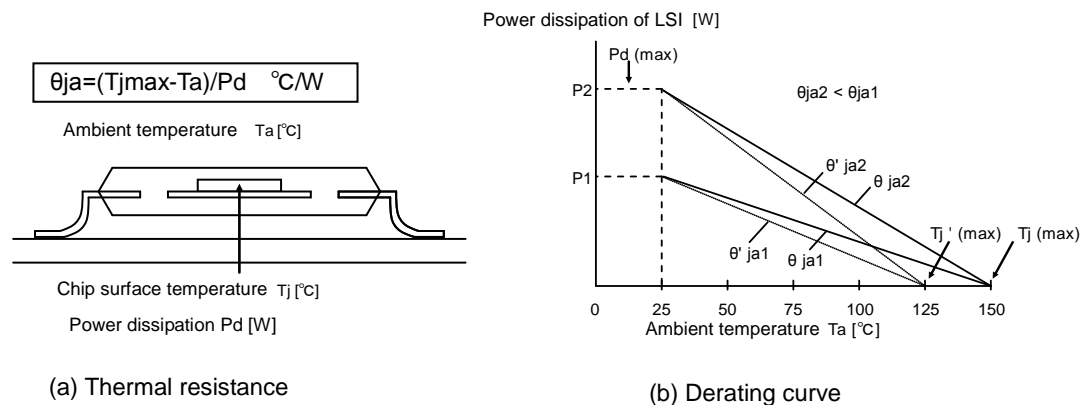 θja=(Tjmax-Ta)/Pd ℃/W
Ambient temperature Ta [℃]
Chip surface temperature Tj [℃]
Power dissipation Pd [W]
(a) Thermal resistance
Power dissipation of LSI [W]
Pd (max)
P2
θja2 < θja1
P1
θ' ja2
θ ja2
θ' ja1
θ ja1
Tj ' (max)
Tj (max)
0 25 50 75 100 125 150
Ambient temperature Ta [℃]
(b) Derating curve